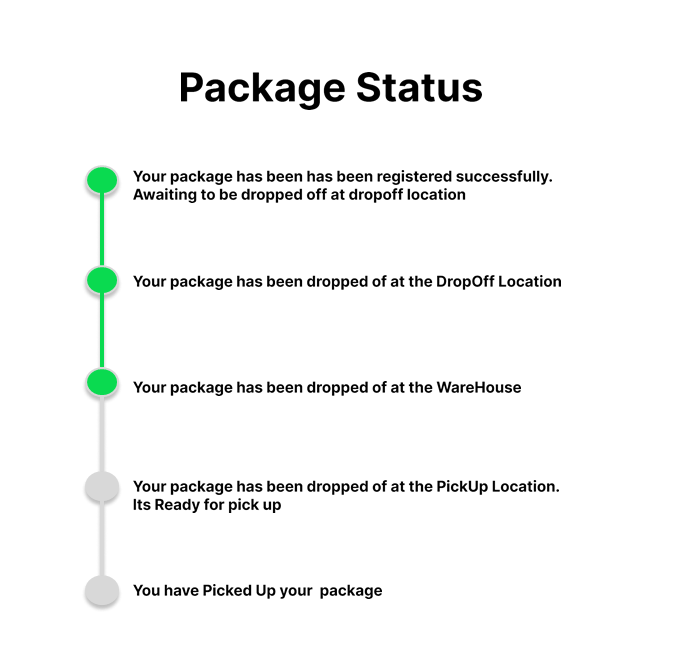 Package Status
Your package has been has been registered successfully.
Awaiting to be dropped off at dropoff location
Your package has been dropped of at the DropOff Location
Your package has been dropped of at the WareHouse
Your package has been dropped of at the PickUp Location.
Its Ready for pick up
You have Picked Up your  package